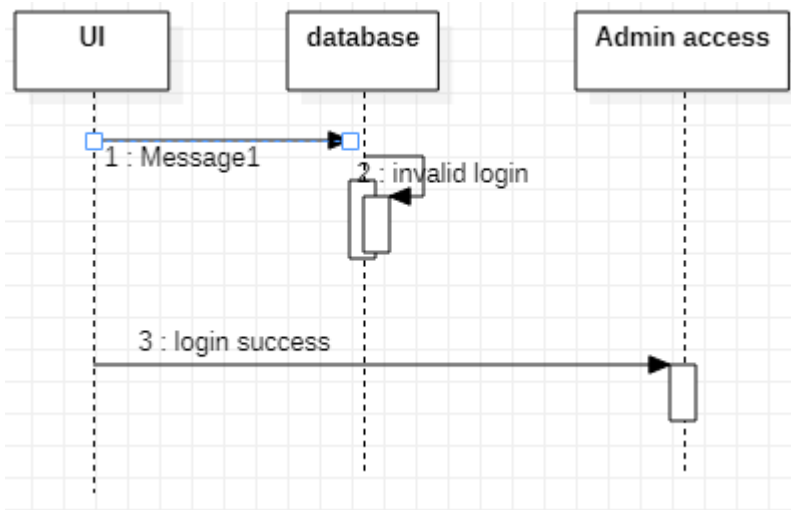 UI
database
Admin access
1 : Message1
2 : invalid login
3 : login success